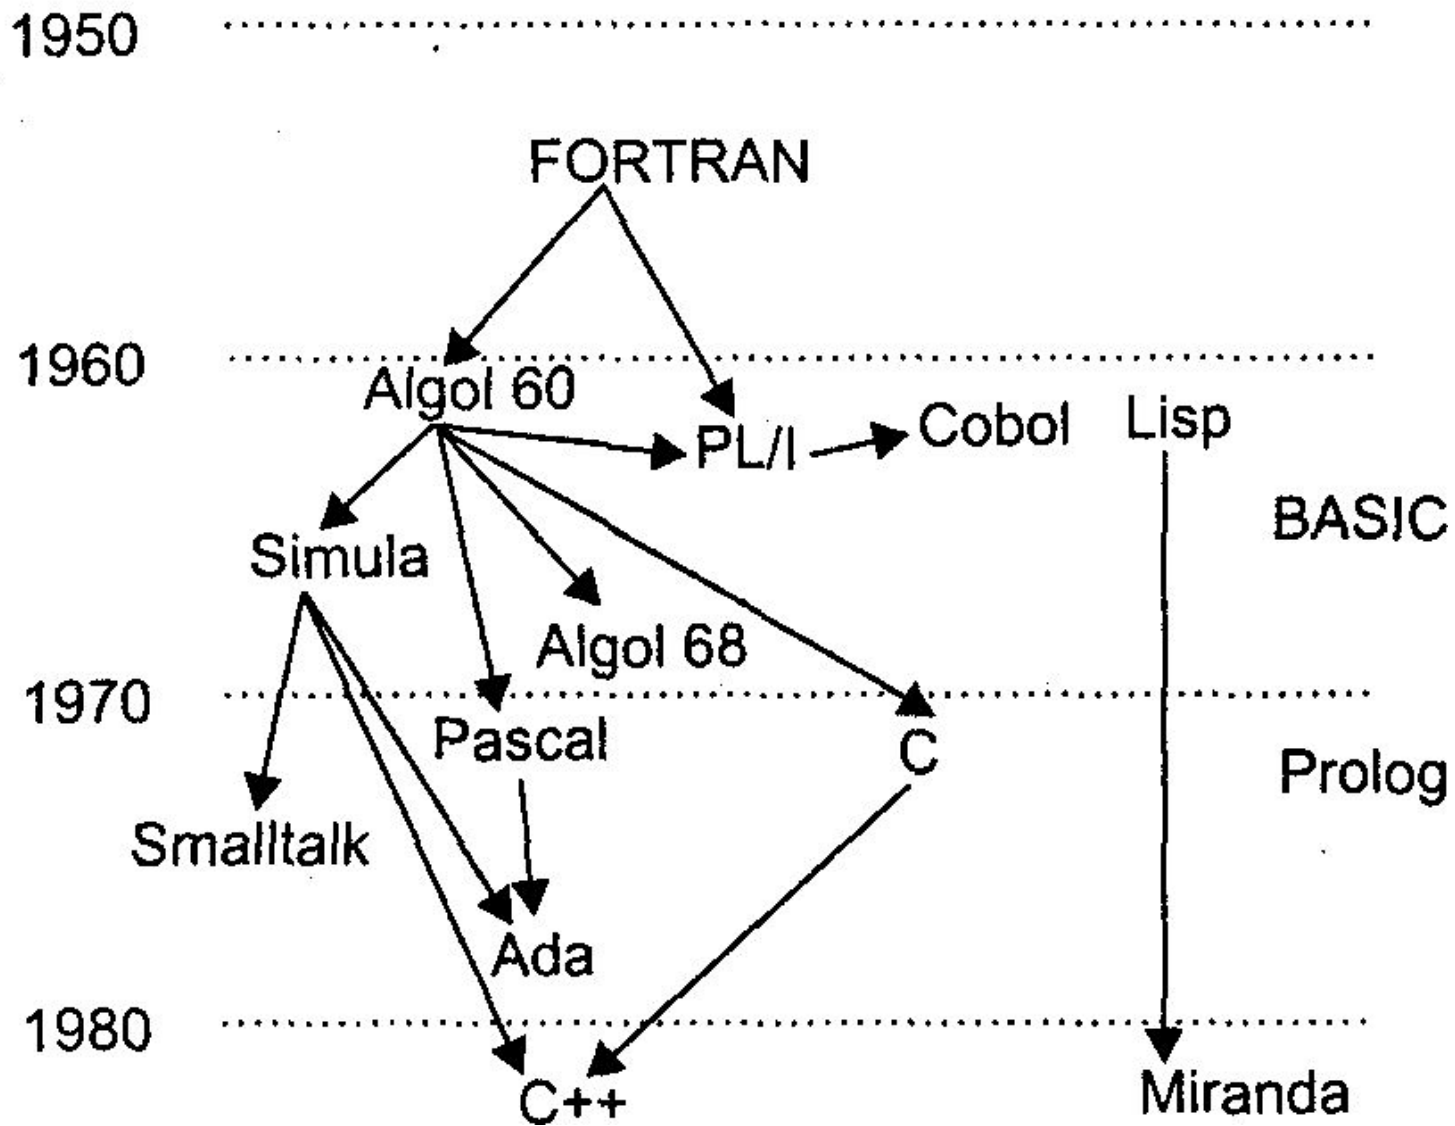 1950
FORTRAN
1960
Algol 60
PL/I
Cobol
Lisp
BASIC
Simula
Algol 68
1970
Pascal
C
Prolog
Smalltalk
Ada
1980
C++
Miranda